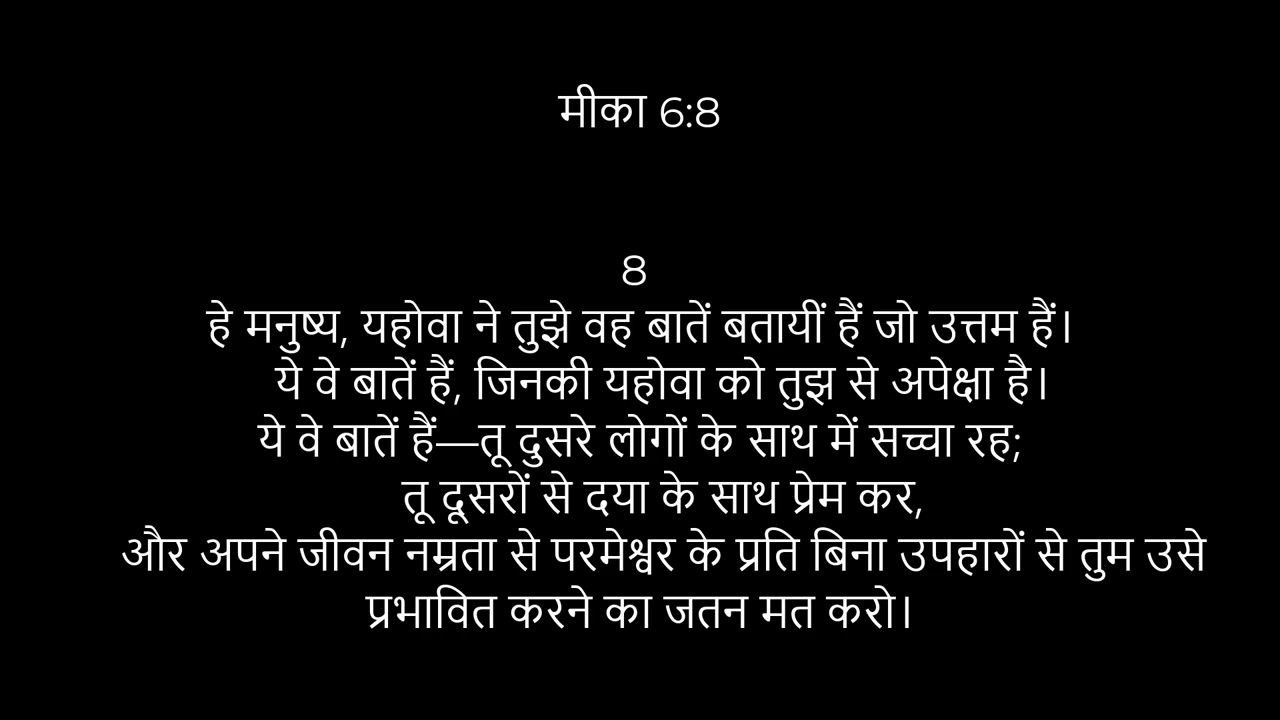 मीका 6:8
8
हे मनुष्य, यहोवा ने तुझे वह बातें बतायीं हैं जो उत्तम हैं।
ये वे बातें हैं, जिनकी यहोवा को तुझ से अपेक्षा है।
ये वे बातें हैं—तू दुसरे लोगों के साथ में सच्चा रह;
तू दूसरों से दया के साथ प्रेम कर,
और अपने जीवन नम्रता से परमेश्वर के प्रति बिना उपहारों से तुम उसे
प्रभावित करने का जतन मत करो।